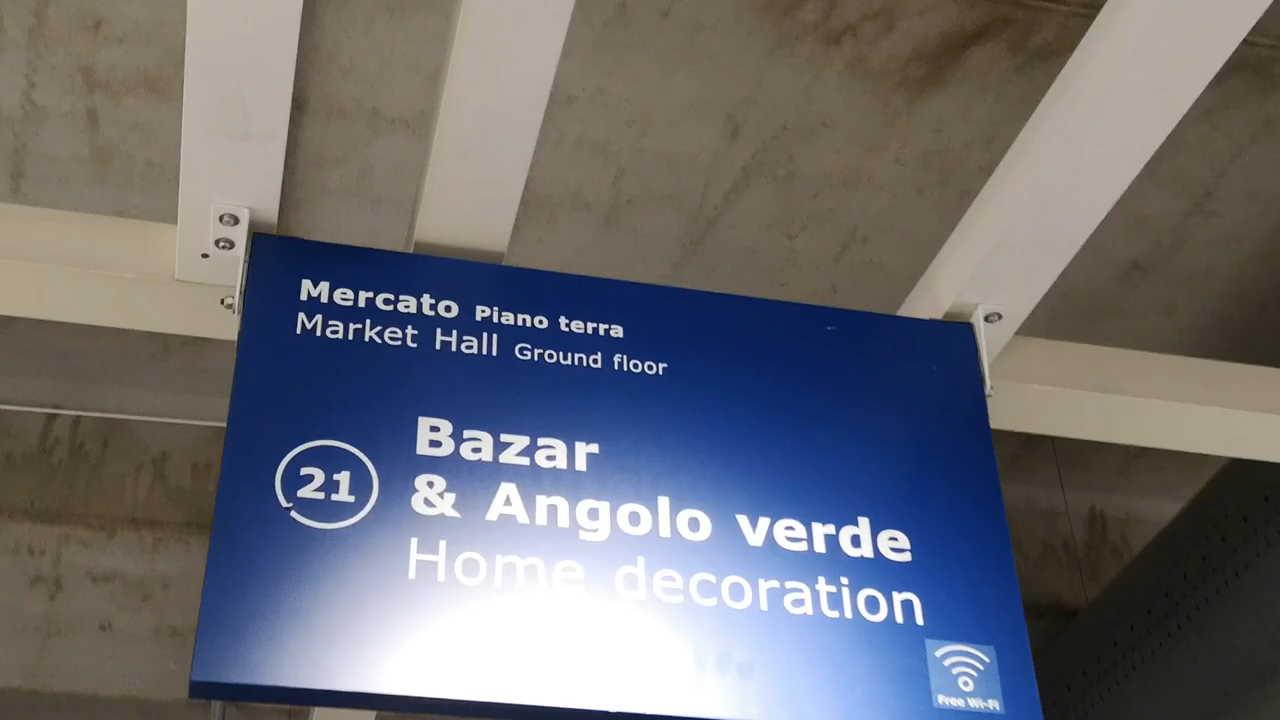 Mercato Piano terra
Market Hall Ground floor
21
Bazar
& Angolo verde
Home decoration
Free Wi-Fi